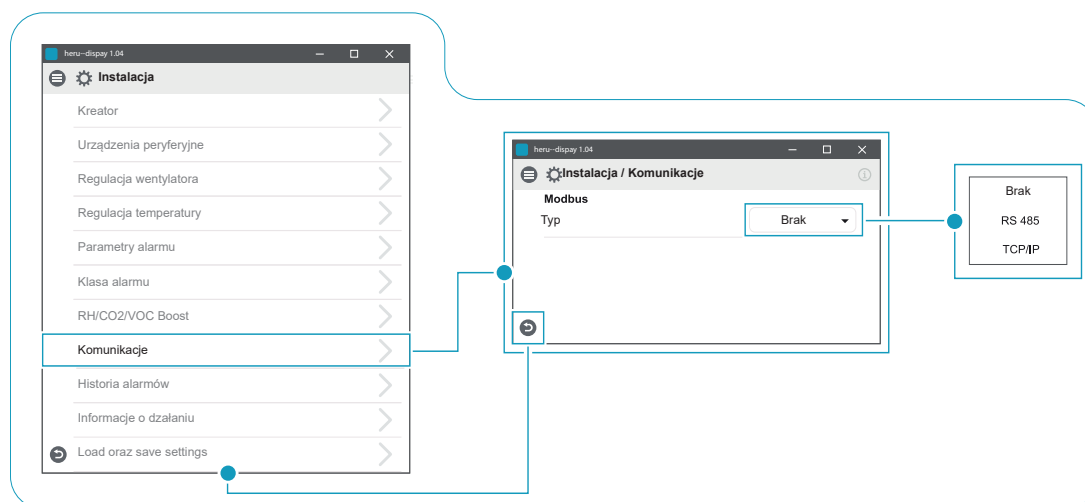 heru-dispay 1.04
Instalacja
Kreator
Urządzenia peryferyjne
Regulacja wentylatora
Regulacja temperatury
Parametry alarmu
Klasa alarmu
RH/CO2/VOC Boost
Komunikacje
Historia alarmów
Informacje o dzałaniu
Load oraz save settings
heru-dispay 1.04
Instalacja / Komunikacje
Modbus
Typ Brak
Brak
RS 485
TCP/IP